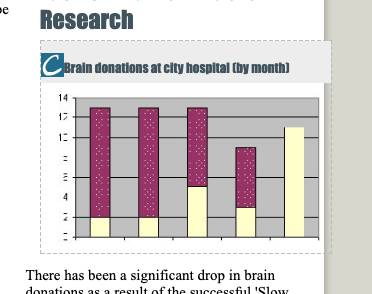 Research
C
Brain donations at city hospital (by month)
14
12
4
There has been a significant drop in brain
donations as a result of the successful 'Slow